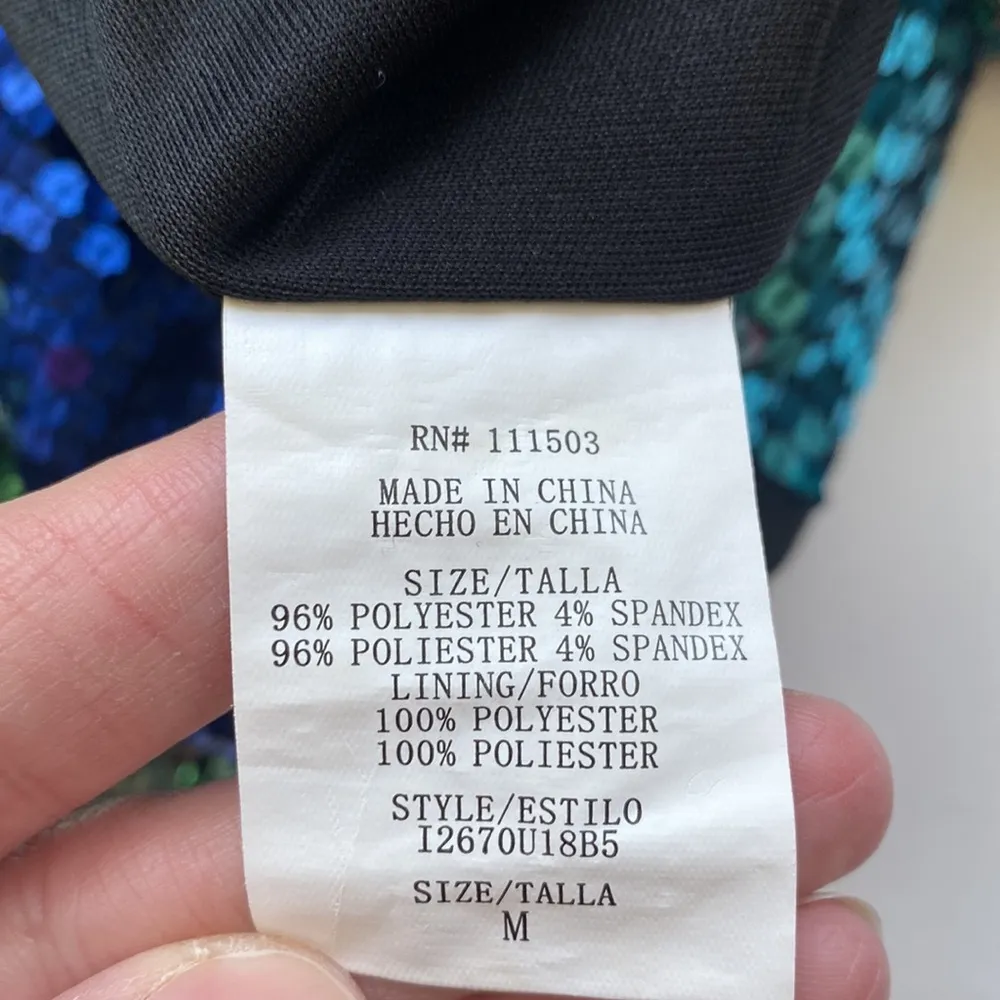 RN# 111503
MADE IN CHINA
HECHO EN CHINA
SIZE/TALLA
96% POLYESTER 4% SPANDEX
96% POLIESTER 4% SPANDEX
LINING/FORRO
100% POLYESTER
100% POLIESTER
STYLE/ESTILO
I2670U18B5
SIZE/TALLA
M